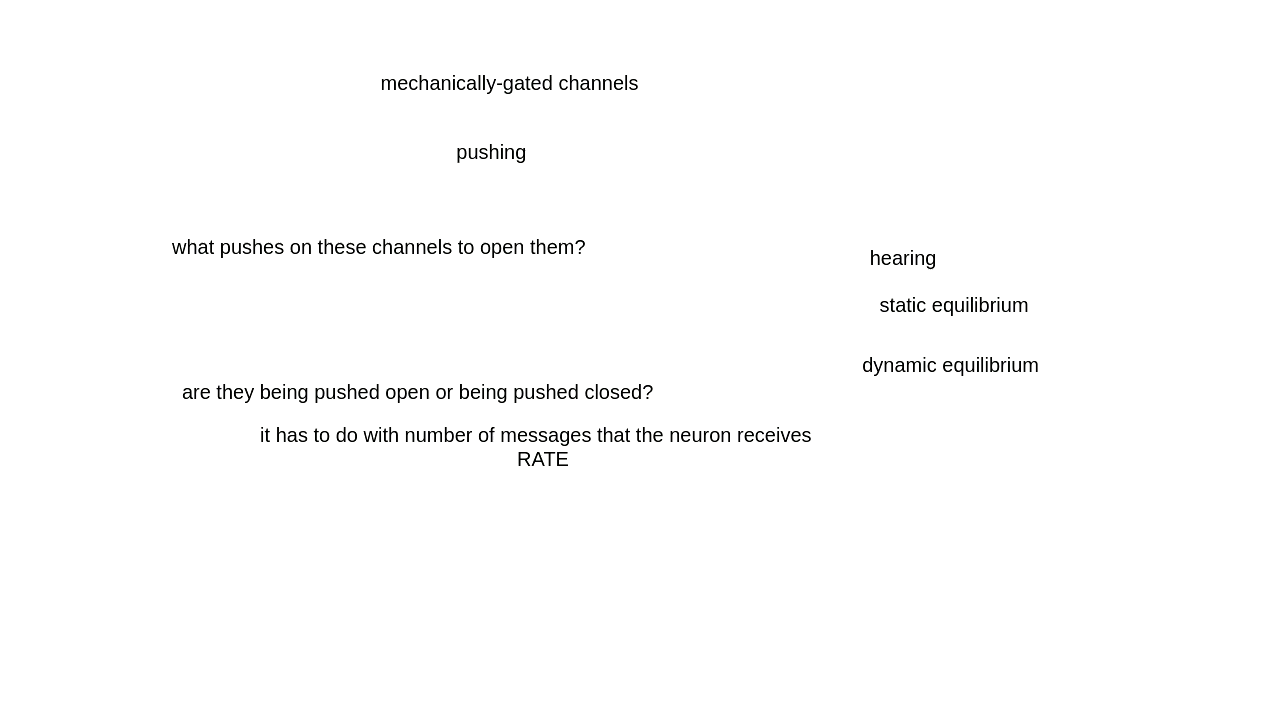 mechanically-gated channels
pushing
what pushes on these channels to open them?
hearing
static equilibrium
dynamic equilibrium
are they being pushed open or being pushed closed?
it has to do with number of messages that the neuron receives
RATE